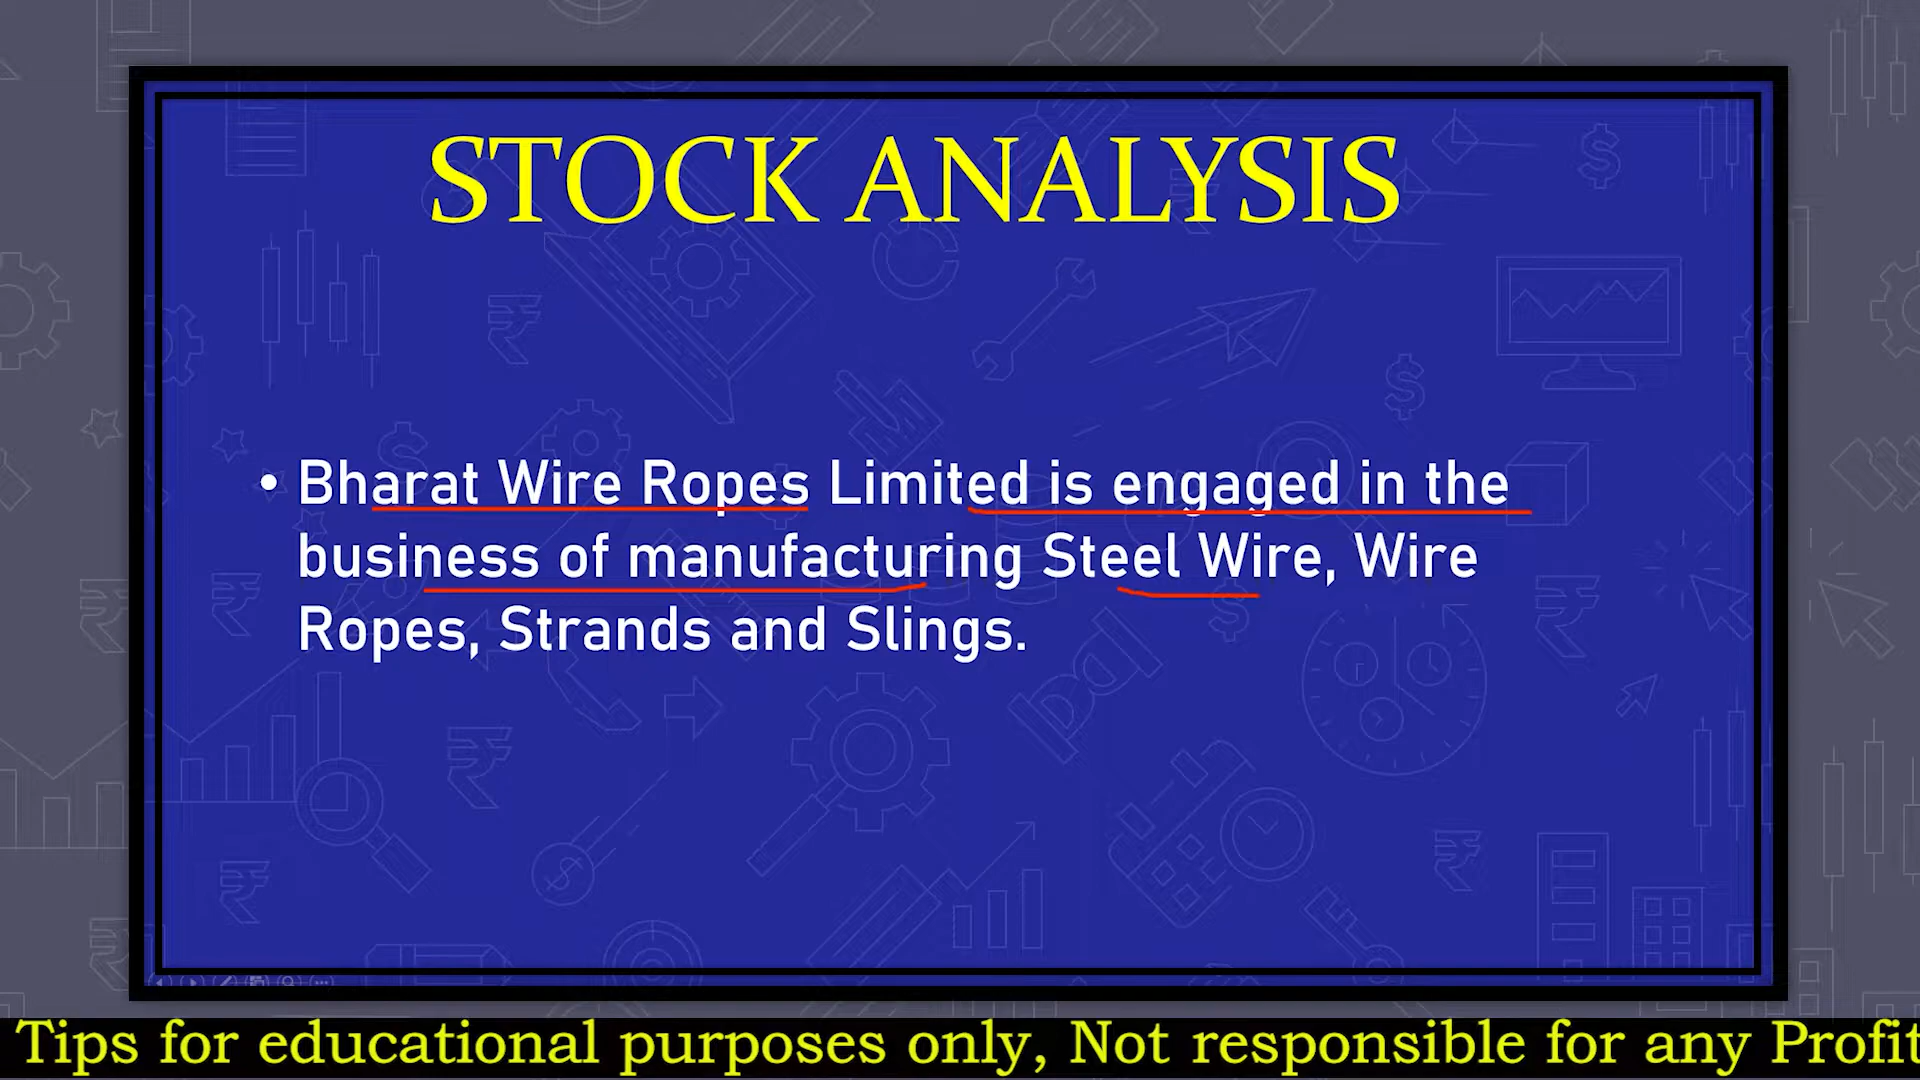 STOCK ANALYSIS
• Bharat Wire Ropes Limited is engaged in the
business of manufacturing Steel Wire, Wire
Ropes, Strands and Slings.
Tips for educational purposes only, Not responsible for any Profit